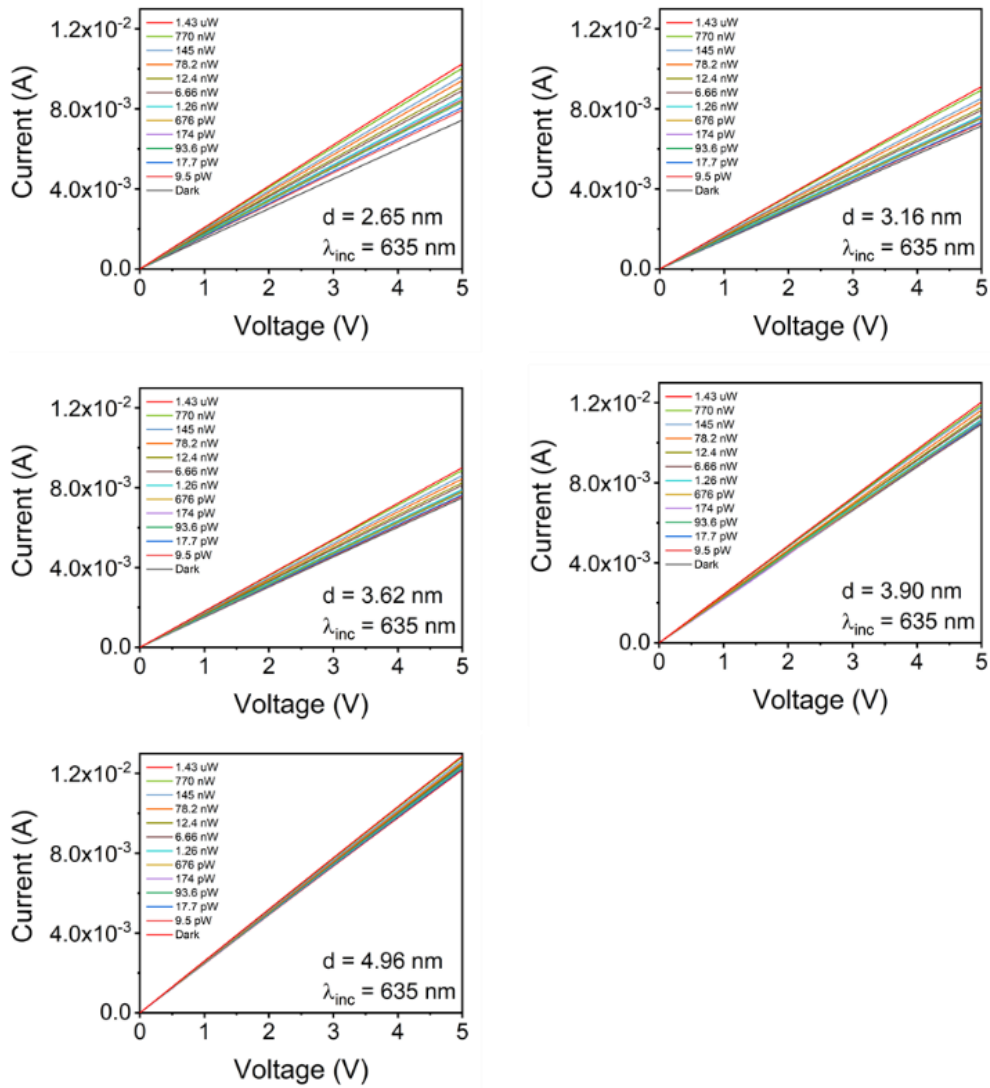 Current (A)
1.2x10⁻²
8.0x10⁻³
4.0x10⁻³
0.0
1.43 uW
770 nW
145 nW
78.2 nW
12.4 nW
6.66 nW
1.26 nW
676 pW
174 pW
93.6 pW
17.7 pW
9.5 pW
Dark
d = 2.65 nm
λinc = 635 nm
0 1 2 3 4 5
Voltage (V)
Current (A)
1.2x10⁻²
8.0x10⁻³
4.0x10⁻³
0.0
1.43 uW
770 nW
145 nW
78.2 nW
12.4 nW
6.66 nW
1.26 nW
676 pW
174 pW
93.6 pW
17.7 pW
9.5 pW
Dark
d = 3.16 nm
λinc = 635 nm
0 1 2 3 4 5
Voltage (V)
Current (A)
1.2x10⁻²
8.0x10⁻³
4.0x10⁻³
0.0
1.43 uW
770 nW
145 nW
78.2 nW
12.4 nW
6.66 nW
1.26 nW
676 pW
174 pW
93.6 pW
17.7 pW
9.5 pW
Dark
d = 3.62 nm
λinc = 635 nm
0 1 2 3 4 5
Voltage (V)
Current (A)
1.2x10⁻²
8.0x10⁻³
4.0x10⁻³
0.0
1.43 uW
770 nW
145 nW
78.2 nW
12.4 nW
6.66 nW
1.26 nW
676 pW
174 pW
93.6 pW
17.7 pW
9.5 pW
Dark
d = 3.90 nm
λinc = 635 nm
0 1 2 3 4 5
Voltage (V)
Current (A)
1.2x10⁻²
8.0x10⁻³
4.0x10⁻³
0.0
1.43 uW
770 nW
145 nW
78.2 nW
12.4 nW
6.66 nW
1.26 nW
676 pW
174 pW
93.6 pW
17.7 pW
9.5 pW
Dark
d = 4.96 nm
λinc = 635 nm
0 1 2 3 4 5
Voltage (V)